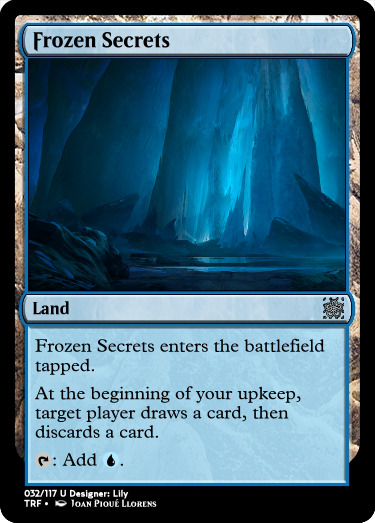 Frozen Secrets
Land
Frozen Secrets enters the battlefield
tapped.
At the beginning of your upkeep,
target player draws a card, then
discards a card.
: Add .
032/117 U Designer: Lily
TRF • Joan Piqué Llorens